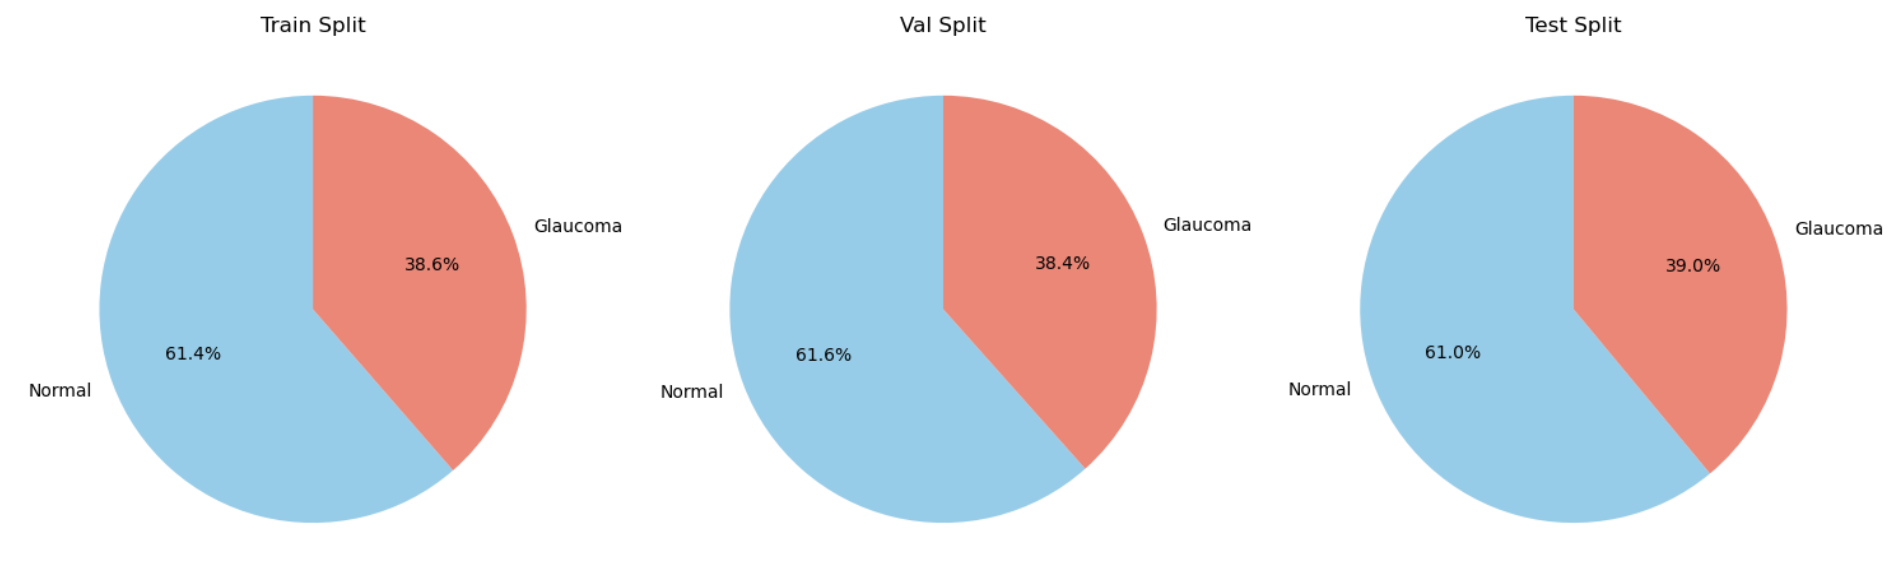 Train Split
Glaucoma
38.6%
61.4%
Normal
Val Split
Glaucoma
38.4%
61.6%
Normal
Test Split
Glaucoma
39.0%
61.0%
Normal